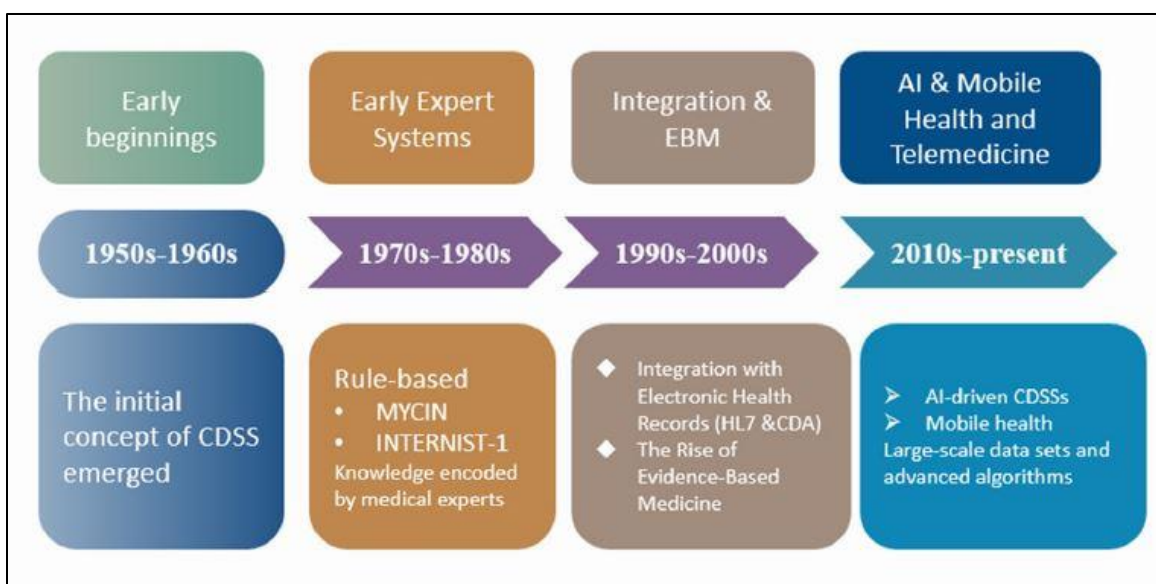 Early
beginnings
Early Expert
Systems
Integration &
EBM
AI & Mobile
Health and
Telemedicine
1950s-1960s
1970s-1980s
1990s-2000s
2010s-present
The initial
concept of CDSS
emerged
Rule-based
• MYCIN
• INTERNIST-1
Knowledge encoded
by medical experts
◆ Integration with
Electronic Health
Records (HL7 &CDA)
◆ The Rise of
Evidence-Based
Medicine
➢ AI-driven CDSSs
➢ Mobile health
Large-scale data sets and
advanced algorithms